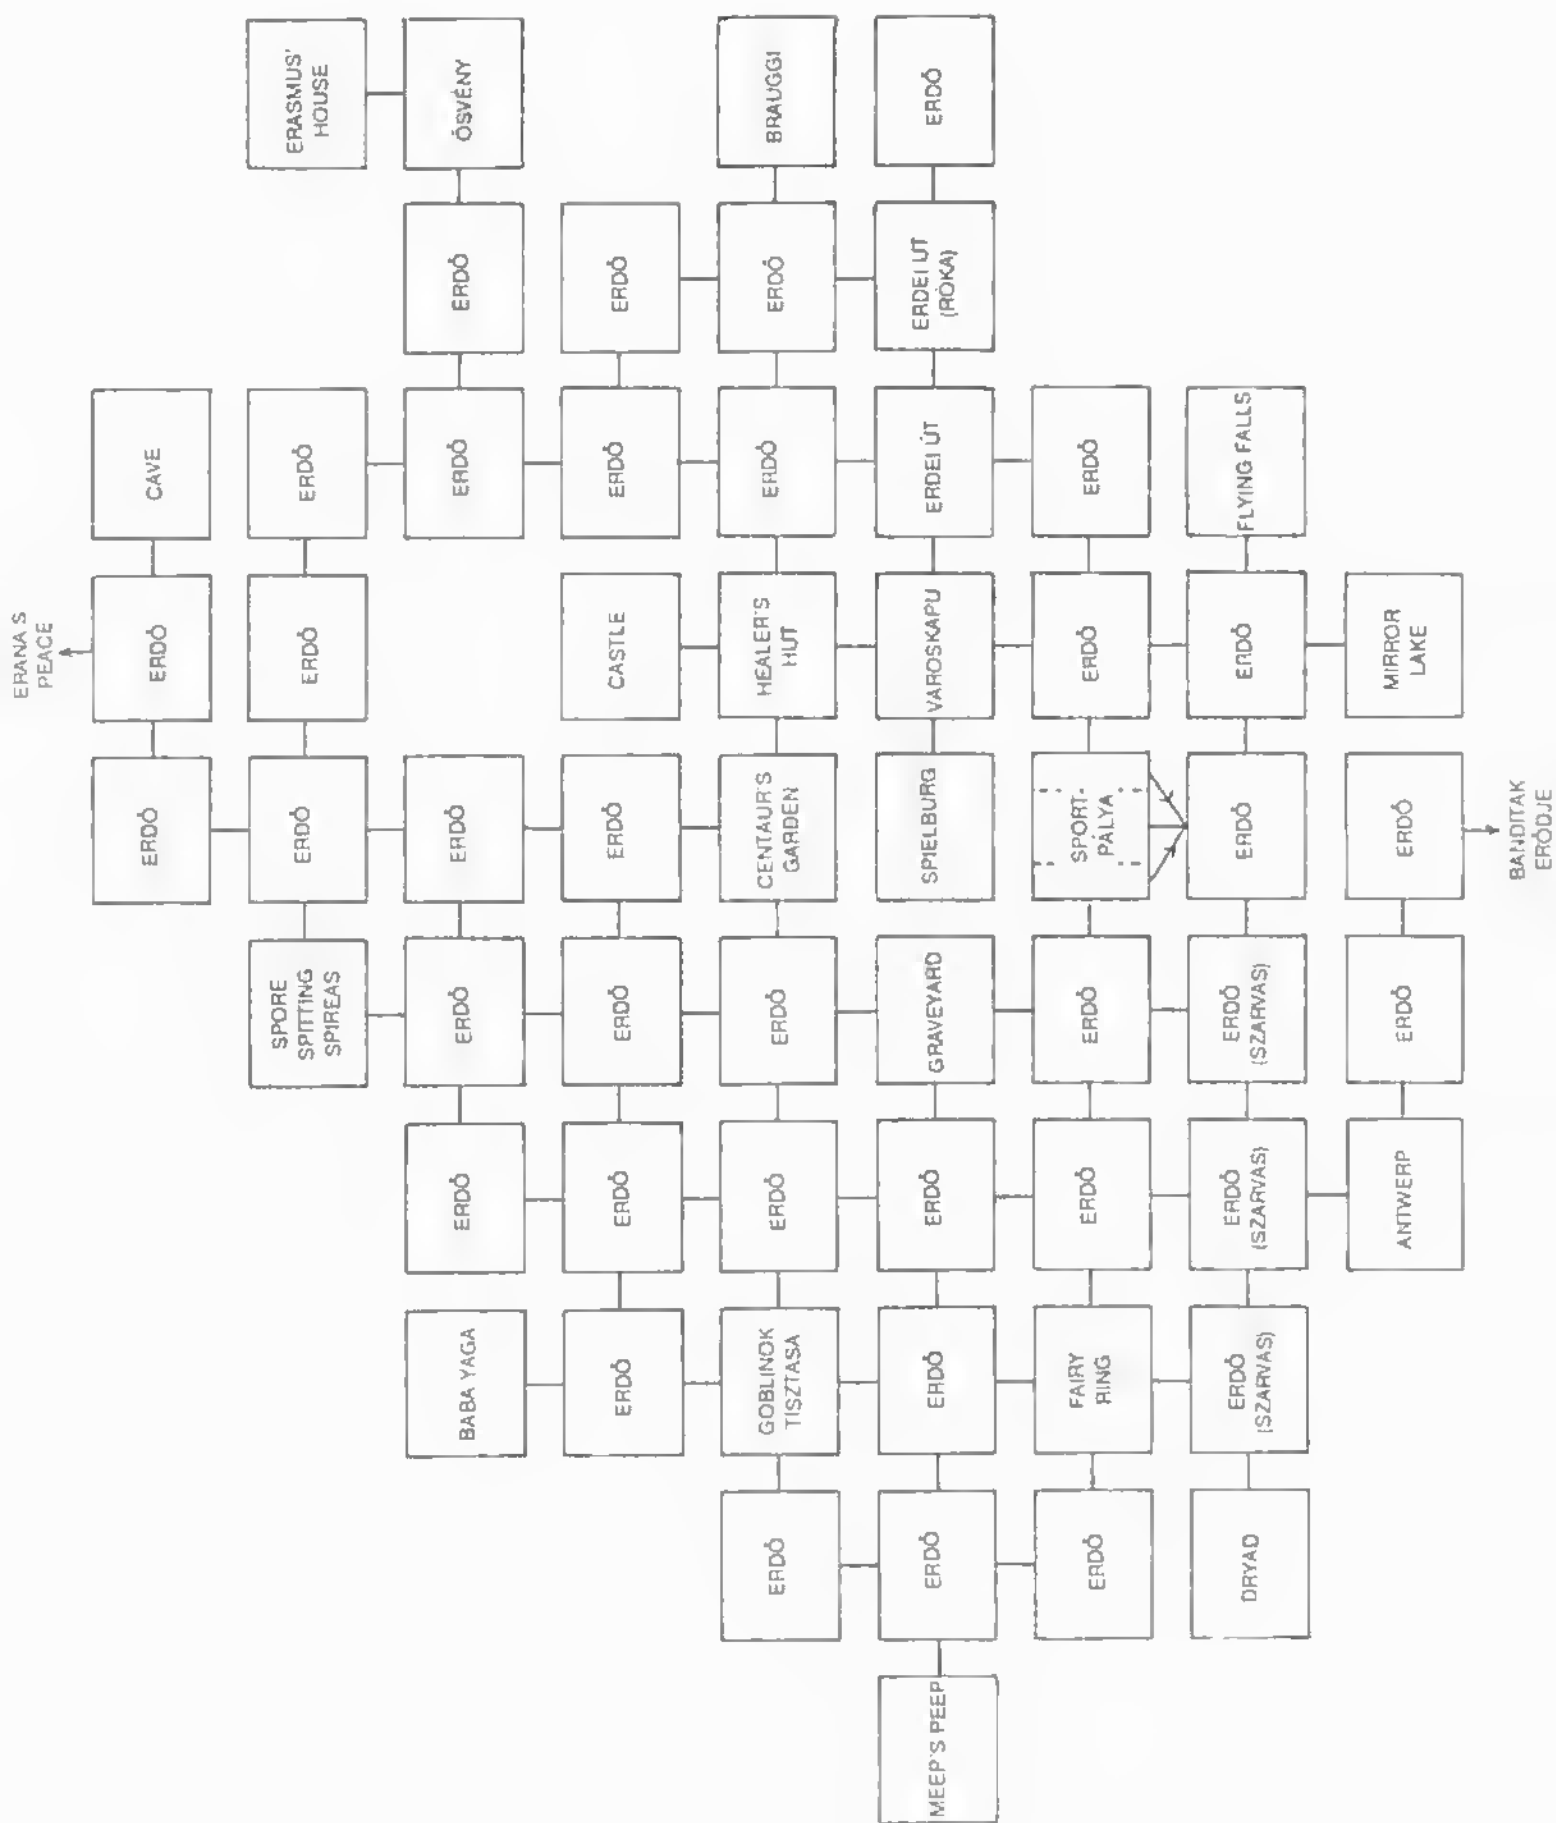 ERANA S
PEACE
ERDŐ
ERDŐ
CAVE
SPORE
SPITTING
SPIREAS
ERDŐ
ERDŐ
ERDŐ
ERASMUS'
HOUSE
BABA YAGA
ERDŐ
ERDŐ
ERDŐ
ERDŐ
ERDŐ
ŐSVÉNY
ERDŐ
ERDŐ
ERDŐ
ERDŐ
CASTLE
ERDŐ
ERDŐ
ERDŐ
GOBLINOK
TISZTASA
ERDŐ
ERDŐ
CENTAUR'S
GARDEN
HEALER'S
HUT
ERDŐ
ERDŐ
BRAUGGI
MEEP'S PEEP
ERDŐ
ERDŐ
ERDŐ
GRAVEYARD
SPIELBURG
VAROSKAPU
ERDEI ÚT
ERDEI ÚT
(RÓKA)
ERDŐ
ERDŐ
FAIRY
RING
ERDŐ
ERDŐ
SPORT-
PÁLYA
ERDŐ
ERDŐ
DRYAD
ERDŐ
(SZARVAS)
ERDŐ
(SZARVAS)
ERDŐ
(SZARVAS)
ERDŐ
ERDŐ
FLYING FALLS
ANTWERP
ERDŐ
ERDŐ
MIRROR
LAKE
BANDITAK
ERŐDJE